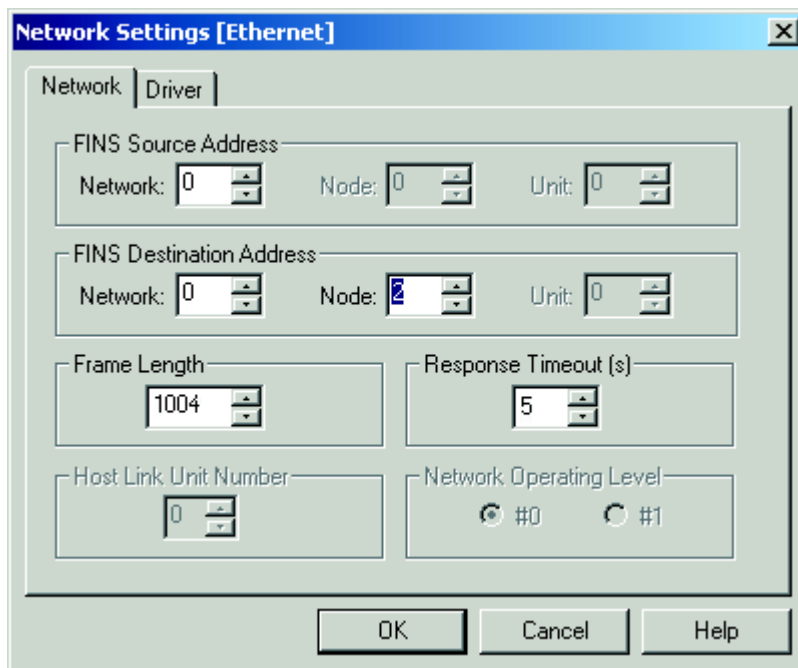 Network Settings [Ethernet]
Network Driver
FINS Source Address
Network: 0 Node: 0 Unit: 0
FINS Destination Address
Network: 0 Node: 2 Unit: 0
Frame Length Response Timeout (s)
1004 5
Host Link Unit Number Network Operating Level
0 #0 #1
OK Cancel Help